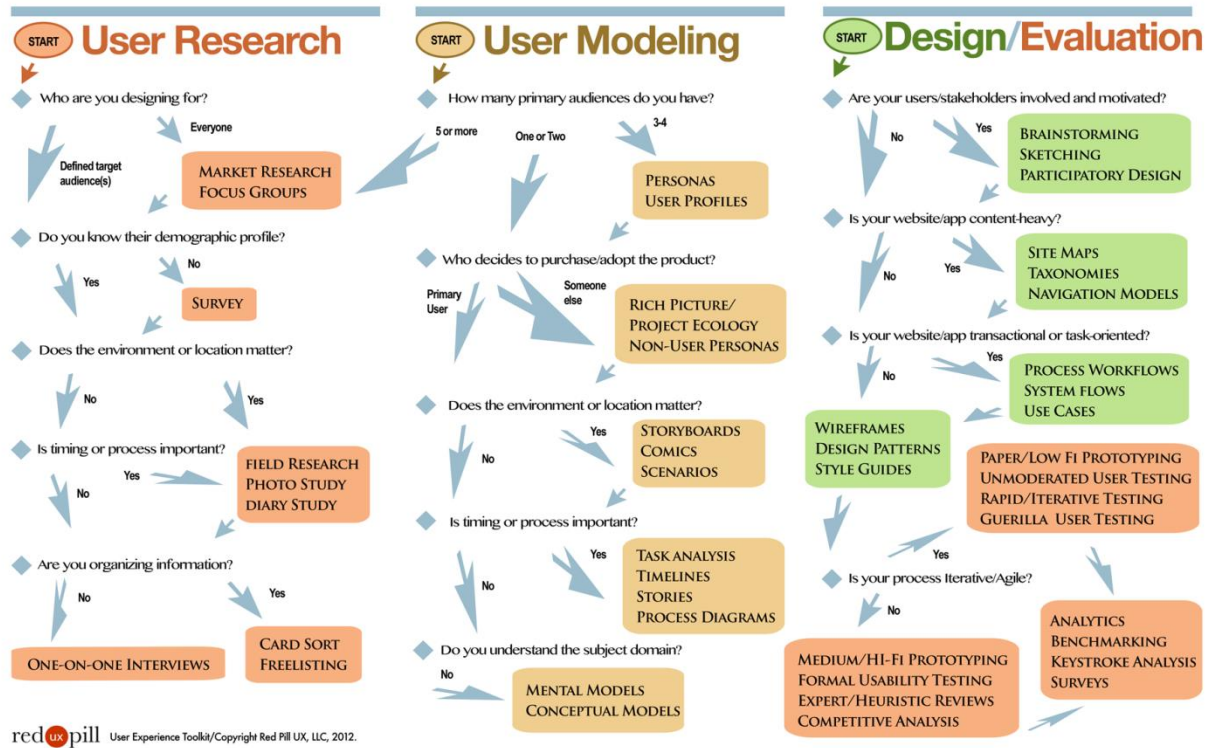 START User Research
Who are you designing for?
Everyone
Defined target
audience(s)
Market Research
Focus Groups
Do you know their demographic profile?
Yes
No
Survey
Does the environment or location matter?
No
Yes
Is timing or process important?
Yes
No
field Research
Photo Study
diary Study
Are you organizing information?
No
Yes
One-on-one Interviews
Card Sort
Freelisting
red ux pill User Experience Toolkit/Copyright Red Pill UX, LLC, 2012.
START User Modeling
How many primary audiences do you have?
5 or more
One or Two
3-4
Personas
User Profiles
Who decides to purchase/adopt the product?
Primary
User
Someone
else
Rich Picture/
Project Ecology
Non-User Personas
Does the environment or location matter?
No
Yes
Storyboards
Comics
Scenarios
Is timing or process important?
No
Yes
Task analysis
Timelines
Stories
Process Diagrams
Do you understand the subject domain?
No
Mental Models
Conceptual Models
START Design/Evaluation
Are your users/stakeholders involved and motivated?
No
Yes
Brainstorming
Sketching
Participatory Design
Is your website/app content-heavy?
No
Yes
Site Maps
Taxonomies
Navigation Models
Is your website/app transactional or task-oriented?
No
Yes
Process Workflows
System flows
Use Cases
Wireframes
Design Patterns
Style Guides
Paper/Low Fi Prototyping
Unmoderated User Testing
Rapid/Iterative Testing
Guerilla User Testing
Yes
Is your process Iterative/Agile?
No
Medium/HI-Fi Prototyping
Formal Usability Testing
Expert/Heuristic Reviews
Competitive Analysis
Analytics
Benchmarking
Keystroke Analysis
Surveys